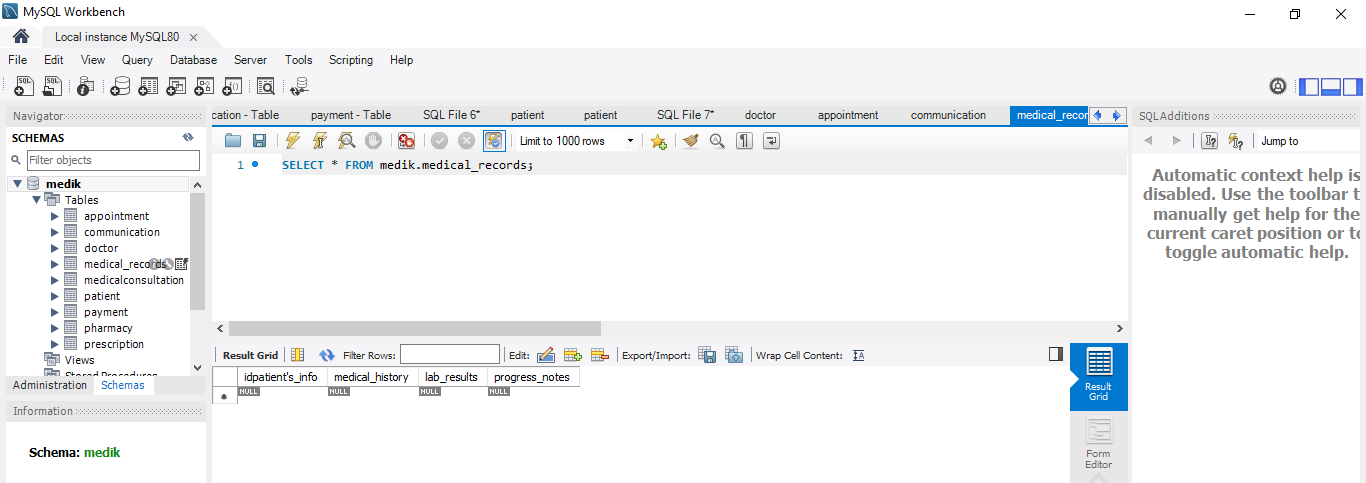 MySQL Workbench
Local instance MySQL80
File Edit View Query Database Server Tools Scripting Help
Navigator
SCHEMAS
Filter objects
medik
Tables
appointment
communication
doctor
medical_records
medicalconsultation
patient
payment
pharmacy
prescription
Views
Stored Procedures
Administration Schemas
Information
Schema: medik
cation - Table payment - Table SQL File 6* patient patient SQL File 7* doctor appointment communication medical_recor
Limit to 1000 rows
1 SELECT * FROM medik.medical_records;
Result Grid Filter Rows: Edit: Export/Import: Wrap Cell Content: IA
idpatient's_info medical_history lab_results progress_notes
NULL NULL NULL NULL
Result
Grid
Form
Editor
SQLAdditions
Jump to
Automatic context help is
disabled. Use the toolbar t
manually get help for the
current caret position or to
toggle automatic help.